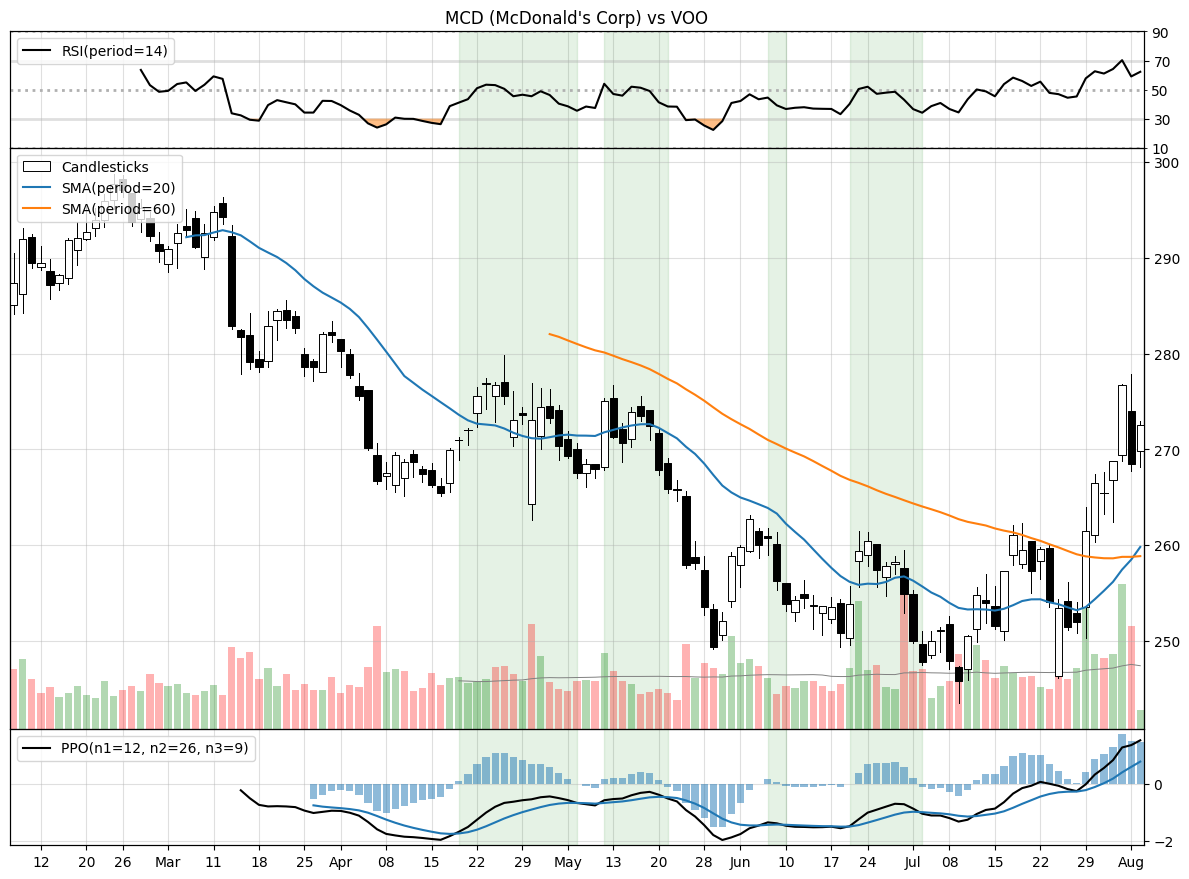 MCD (McDonald's Corp) vs VOO
RSI(period=14)
90
70
50
30
10
Candlesticks
SMA(period=20)
SMA(period=60)
300
290
280
270
260
250
PPO(n1=12, n2=26, n3=9)
0
−2
12 20 26 Mar 11 18 25 Apr 08 15 22 29 May 13 20 28 Jun 10 17 24 Jul 08 15 22 29 Aug